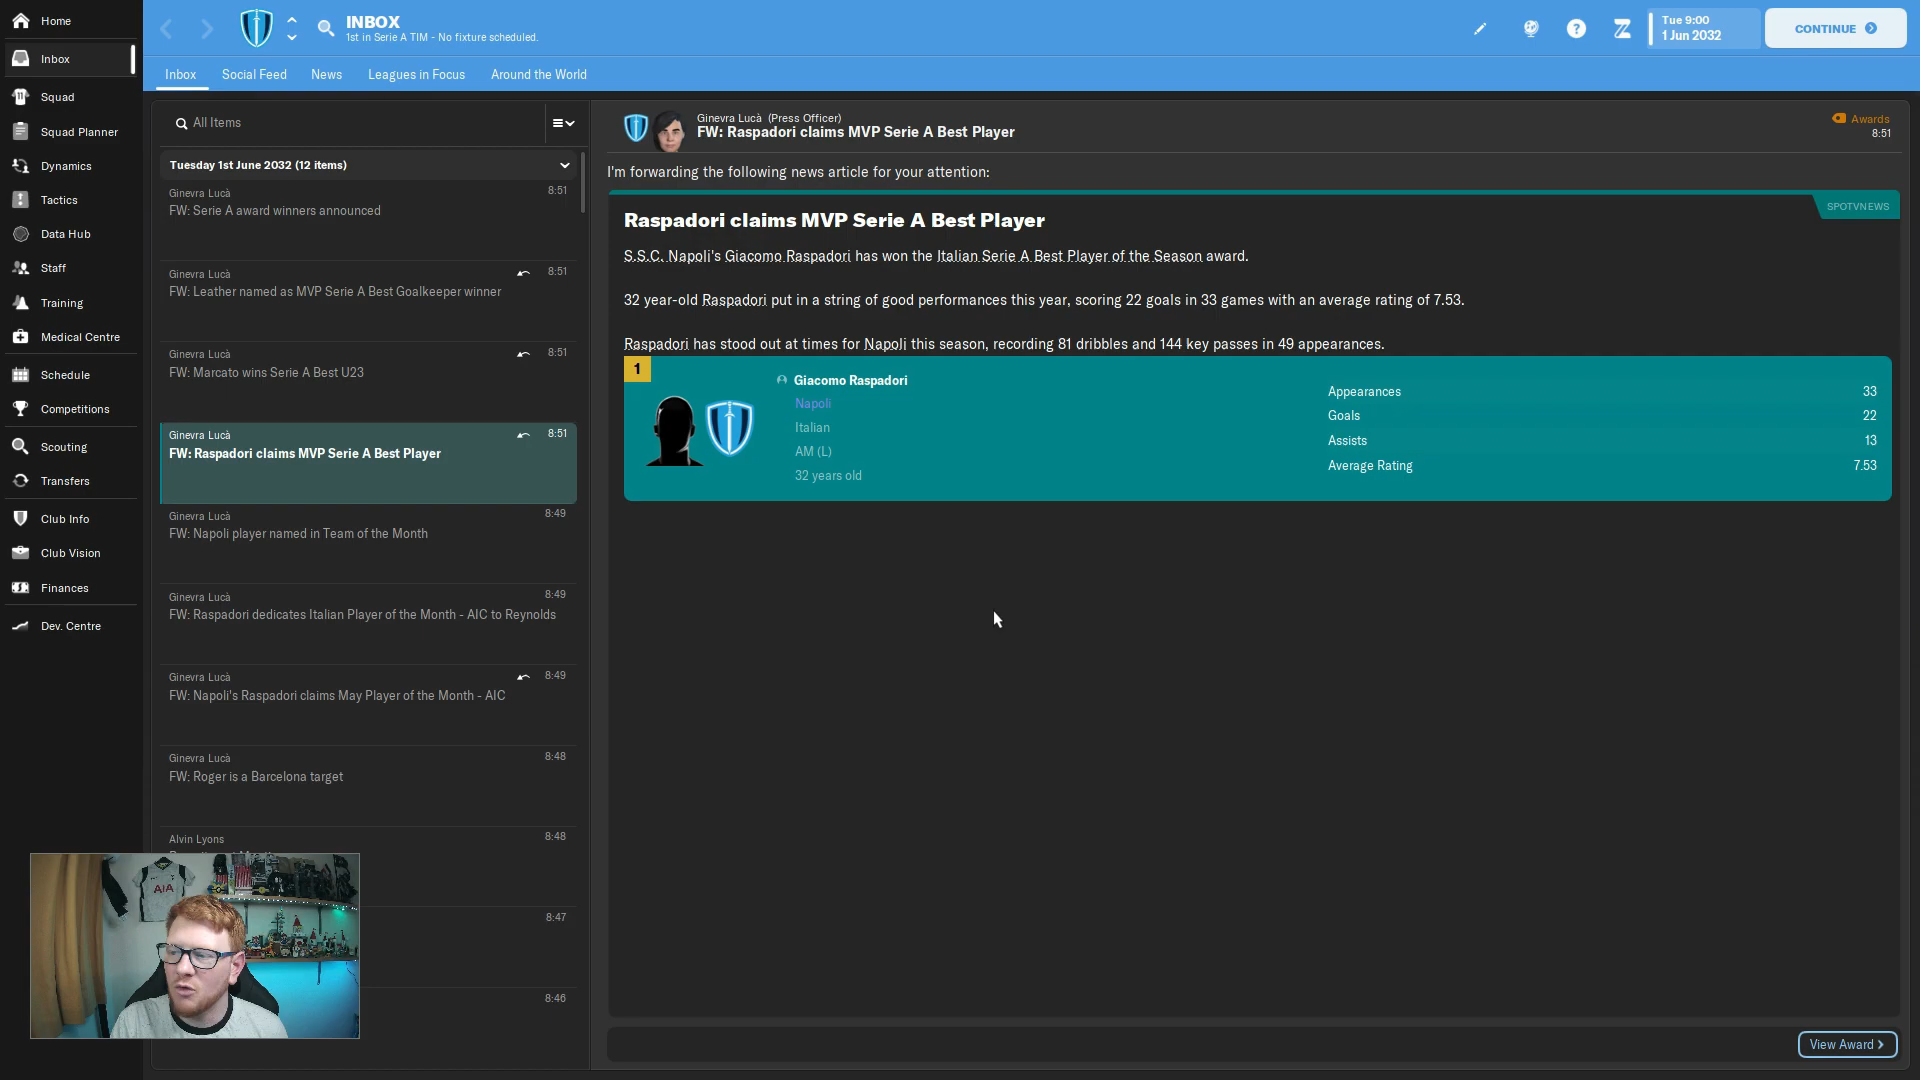 Home
Inbox
Squad
Squad Planner
Dynamics
Tactics
Data Hub
Staff
Training
Medical Centre
Schedule
Competitions
Scouting
Transfers
Club Info
Club Vision
Finances
Dev. Centre
INBOX
1st in Serie A TIM - No fixture scheduled.
Tue 9:00
1 Jun 2032
CONTINUE
Inbox
Social Feed
News
Leagues in Focus
Around the World
All Items
Tuesday 1st June 2032 (12 items)
Ginevra Lucà
8:51
FW: Serie A award winners announced
Ginevra Lucà
8:51
FW: Leather named as MVP Serie A Best Goalkeeper winner
Ginevra Lucà
8:51
FW: Marcato wins Serie A Best U23
Ginevra Lucà
8:51
FW: Raspadori claims MVP Serie A Best Player
Ginevra Lucà
8:49
FW: Napoli player named in Team of the Month
Ginevra Lucà
8:49
FW: Raspadori dedicates Italian Player of the Month - AIC to Reynolds
Ginevra Lucà
8:49
FW: Napoli's Raspadori claims May Player of the Month - AIC
Ginevra Lucà
8:48
FW: Roger is a Barcelona target
Alvin Lyons
8:48
8:47
8:46
AIA
Ginevra Lucà (Press Officer)
FW: Raspadori claims MVP Serie A Best Player
Awards
8:51
I'm forwarding the following news article for your attention:
SPOTVNEWS
Raspadori claims MVP Serie A Best Player
S.S.C. Napoli's Giacomo Raspadori has won the Italian Serie A Best Player of the Season award.
32 year-old Raspadori put in a string of good performances this year, scoring 22 goals in 33 games with an average rating of 7.53.
Raspadori has stood out at times for Napoli this season, recording 81 dribbles and 144 key passes in 49 appearances.
1
Giacomo Raspadori
Napoli
Italian
AM (L)
32 years old
Appearances 33
Goals 22
Assists 13
Average Rating 7.53
View Award